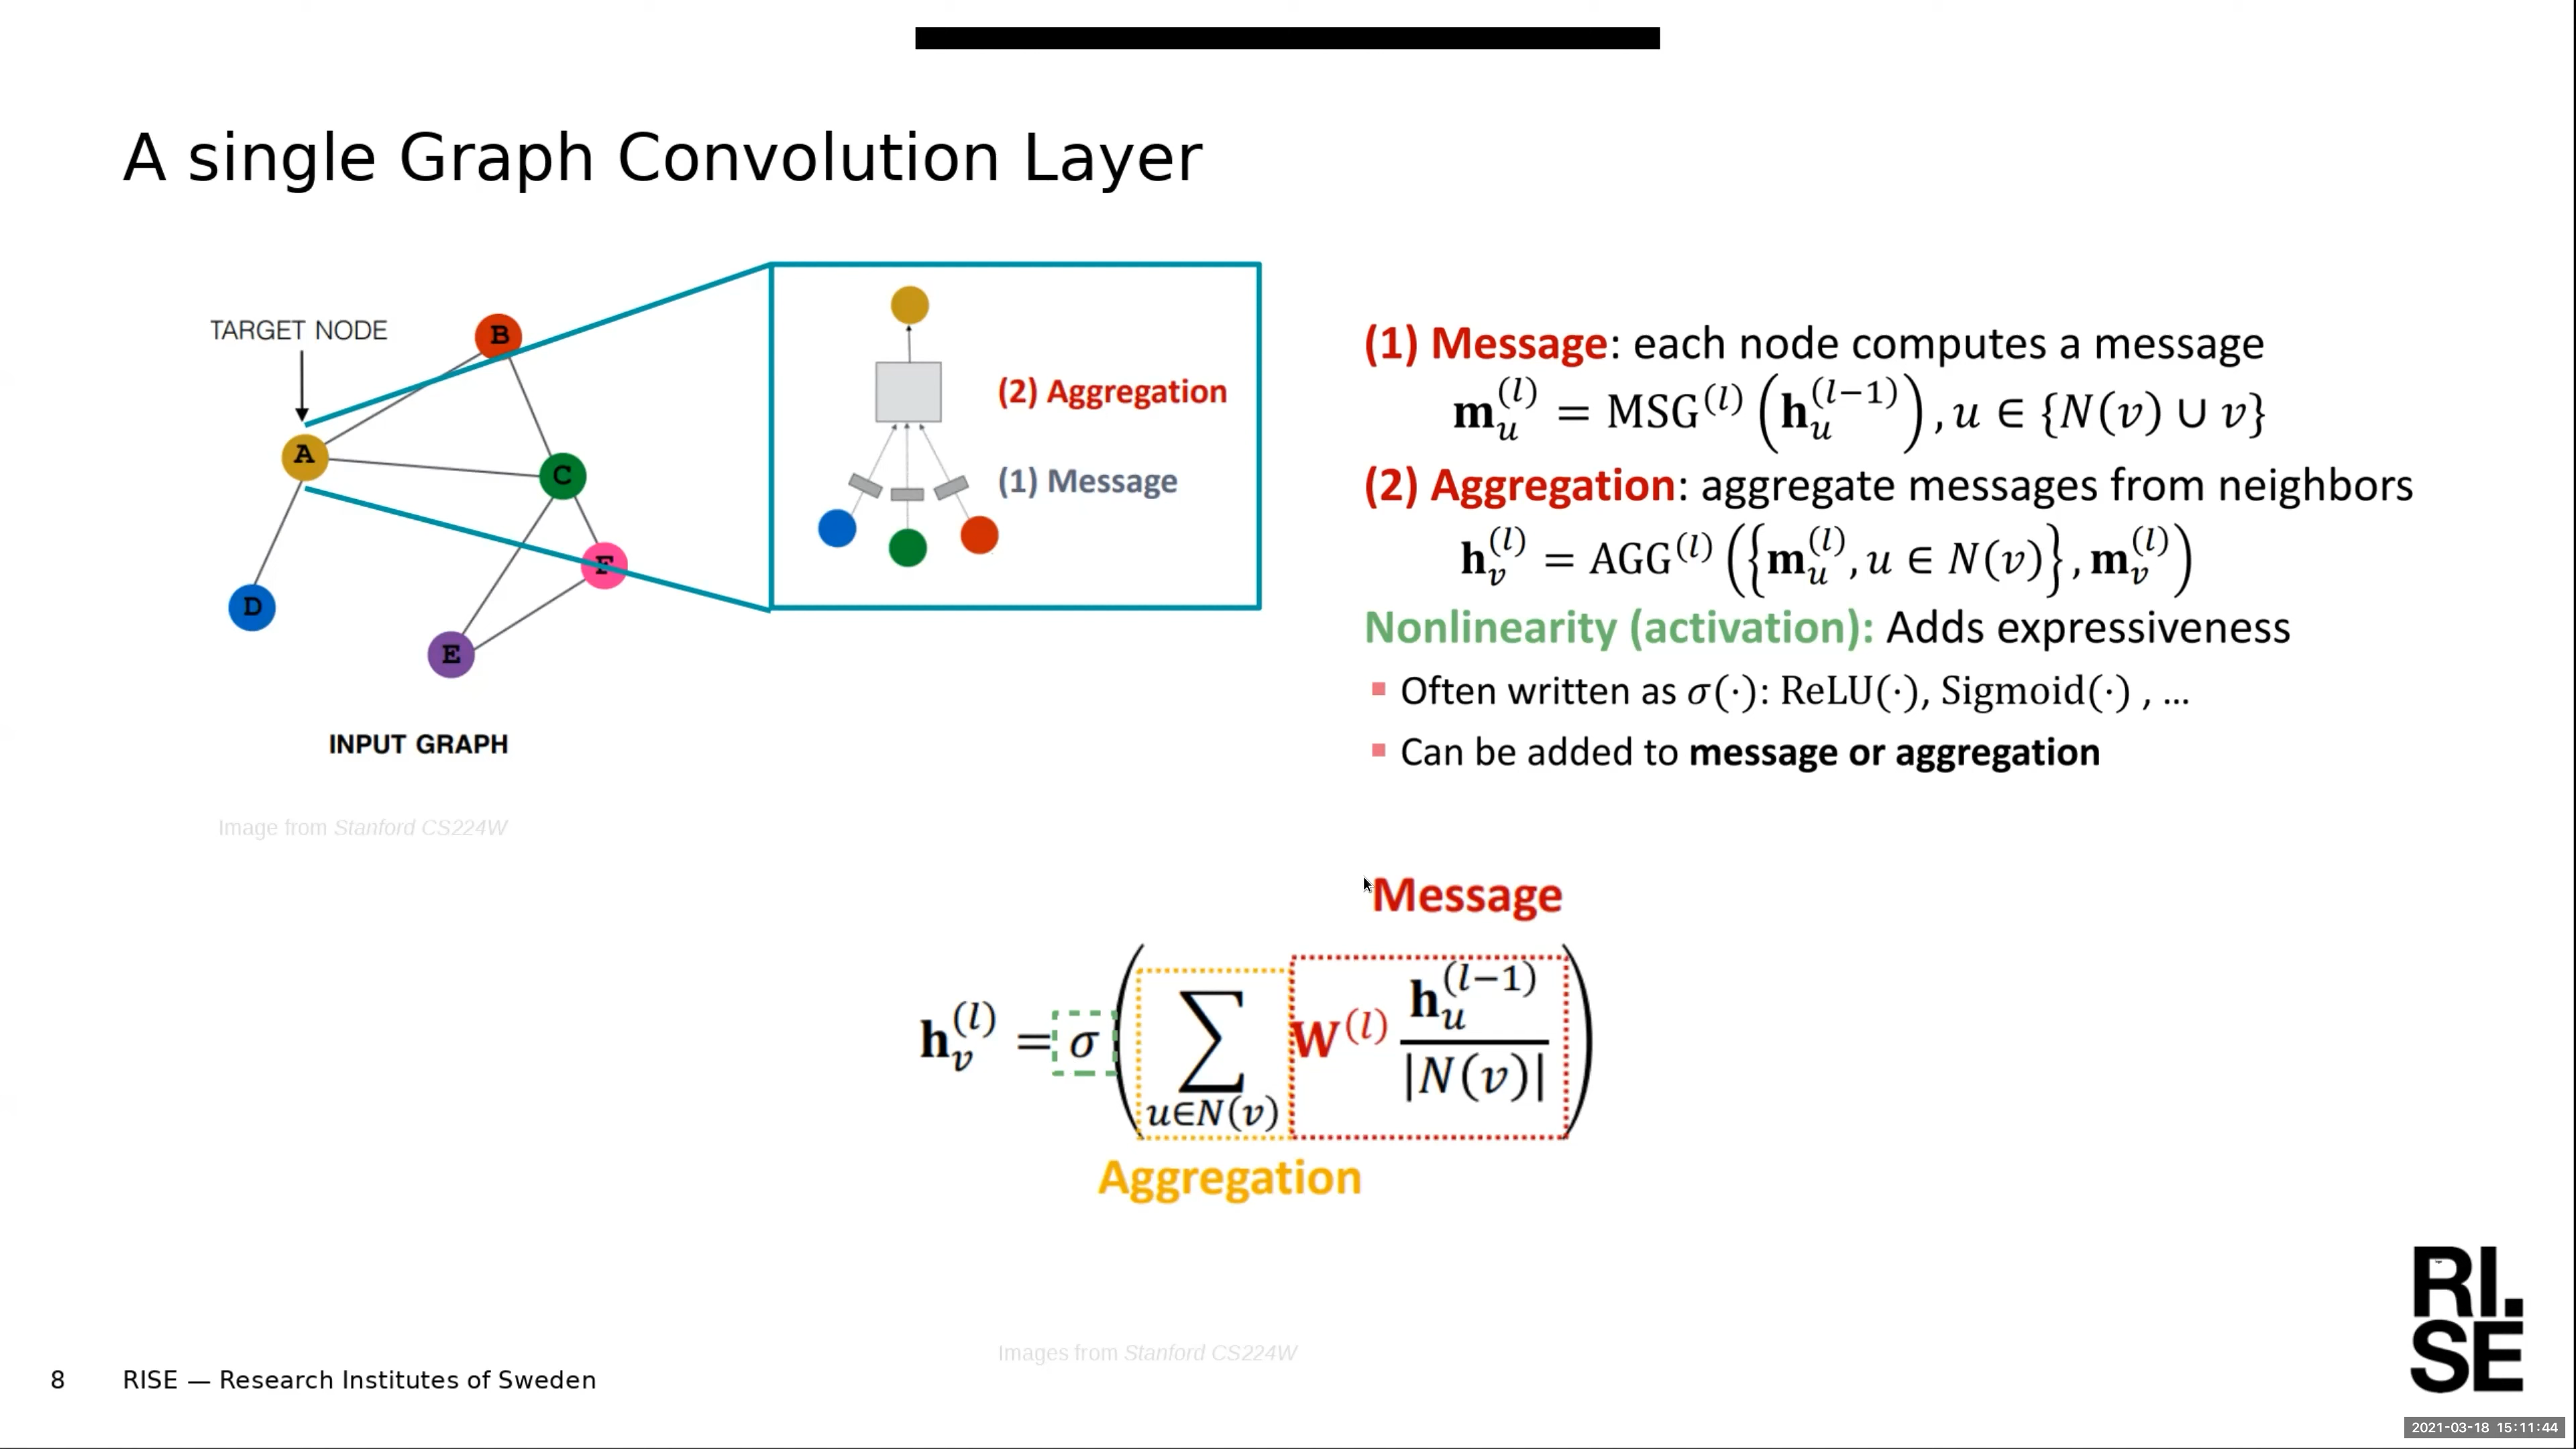 A single Graph Convolution Layer
TARGET NODE
B
A
C
F
D
E
INPUT GRAPH
Image from Stanford CS224W
(2) Aggregation
(1) Message
(1) Message: each node computes a message
m_u^(l) = MSG^(l) (h_u^(l−1)), u ∈ {N(v) ∪ v}
(2) Aggregation: aggregate messages from neighbors
h_v^(l) = AGG^(l) ({m_u^(l), u ∈ N(v)}, m_v^(l))
Nonlinearity (activation): Adds expressiveness
▪ Often written as σ(·): ReLU(·), Sigmoid(·) , ...
▪ Can be added to message or aggregation
Message
h_v^(l) = σ (∑_{u∈N(v)} W^(l) h_u^(l−1) / |N(v)|)
Aggregation
Images from Stanford CS224W
8 RISE — Research Institutes of Sweden
RI.
SE
2021-03-18 15:11:44